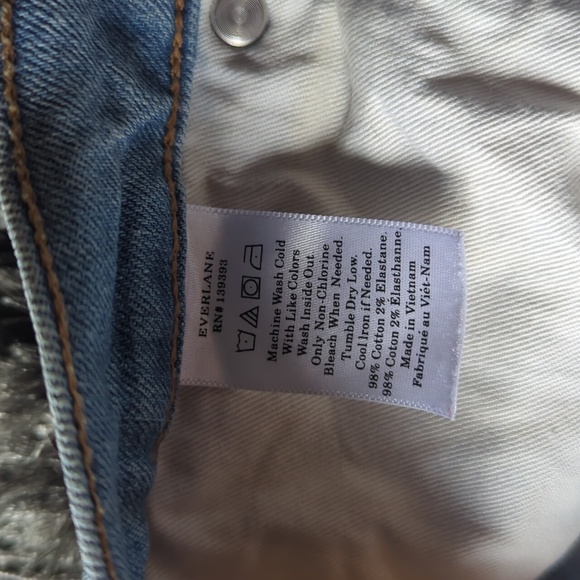 EVERLANE
RN# 139393
Machine Wash Cold
With Like Colors
Wash Inside Out.
Only Non-Chlorine
Bleach When Needed.
Tumble Dry Low.
Cool Iron if Needed.
98% Cotton 2% Elastane.
98% Coton 2% Elasthanne
Made in Vietnam
Fabriqué au Viêt-Nam